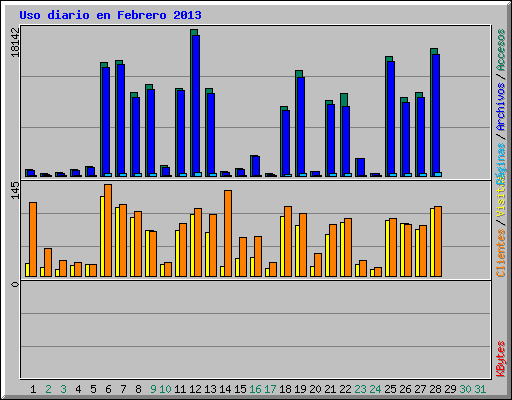 Uso diario en Febrero 2013
18142
145
0
Accesos / Archivos / Páginas
Visitas / Clientes
KBytes
1 2 3 4 5 6 7 8 9 10 11 12 13 14 15 16 17 18 19 20 21 22 23 24 25 26 27 28 29 30 31